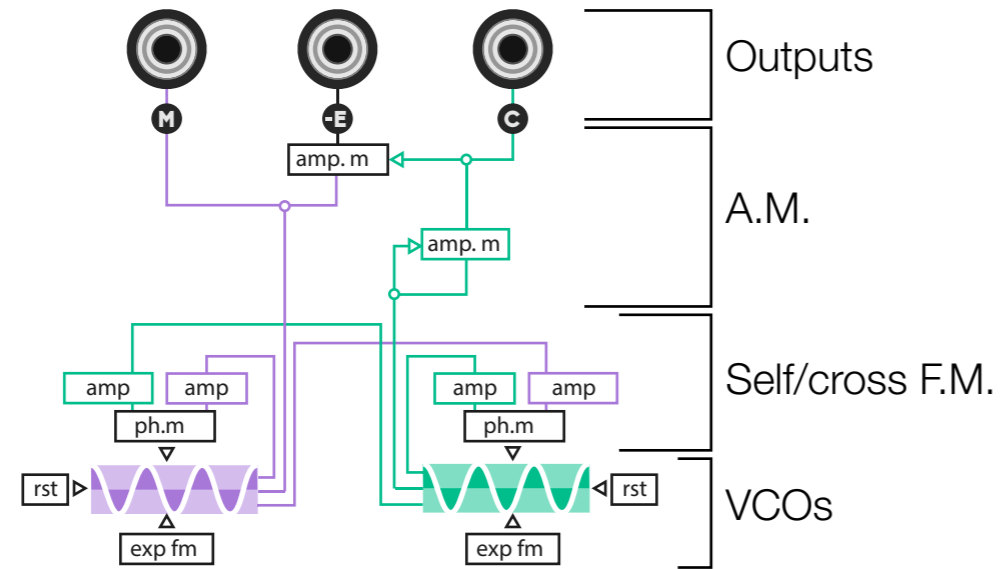 Outputs
M
-E
C
amp. m
A.M.
amp. m
Self/cross F.M.
amp
amp
amp
amp
ph.m
ph.m
rst
rst
VCOs
exp fm
exp fm